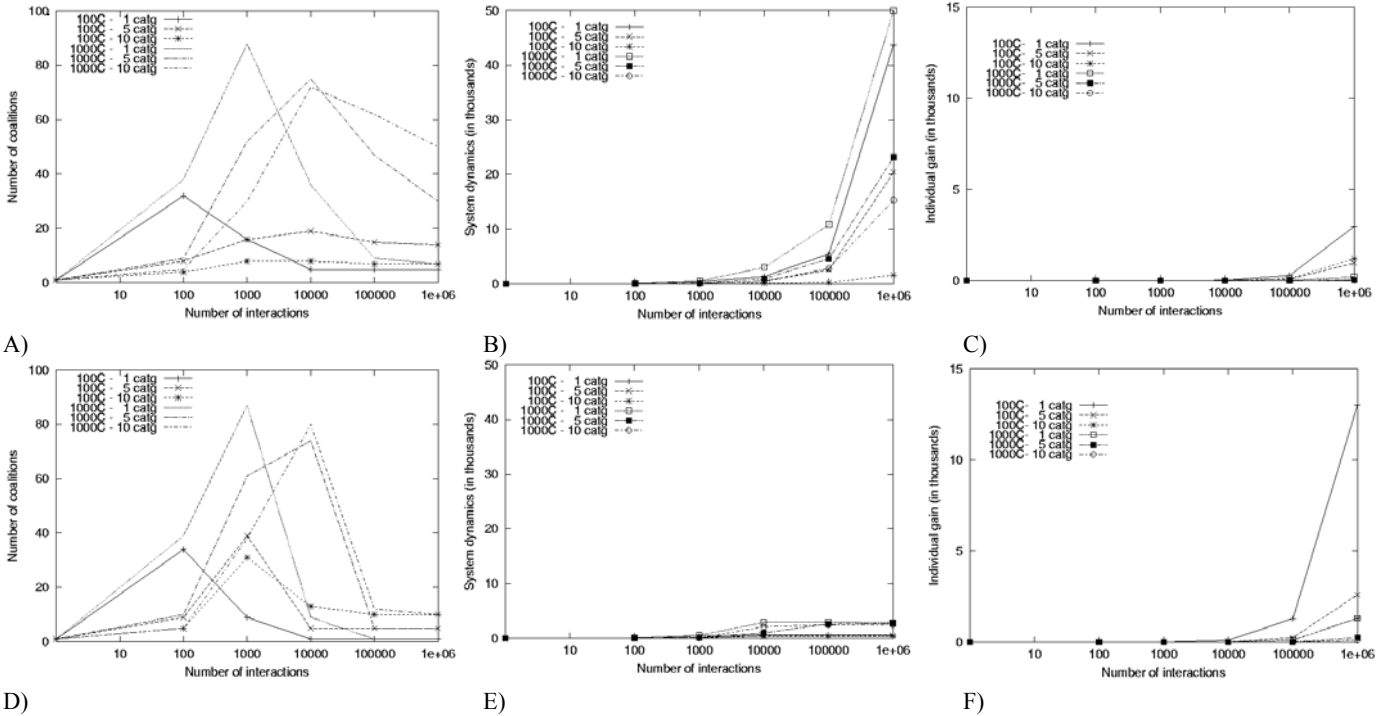 Number of coalitions
100
80
60
40
20
0
100C - 1 catg
100C - 5 catg
100C - 10 catg
1000C - 1 catg
1000C - 5 catg
1000C - 10 catg
10 100 1000 10000 100000 1e+06
Number of interactions
A)
System dynamics (in thousands)
50
40
30
20
10
0
100C - 1 catg
100C - 5 catg
100C - 10 catg
1000C - 1 catg
1000C - 5 catg
1000C - 10 catg
10 100 1000 10000 100000 1e+06
Number of interactions
B)
Individual gain (in thousands)
15
10
5
0
100C - 1 catg
100C - 5 catg
100C - 10 catg
1000C - 1 catg
1000C - 5 catg
1000C - 10 catg
10 100 1000 10000 100000 1e+06
Number of interactions
C)
Number of coalitions
100
80
60
40
20
0
100C - 1 catg
100C - 5 catg
100C - 10 catg
1000C - 1 catg
1000C - 5 catg
1000C - 10 catg
10 100 1000 10000 100000 1e+06
Number of interactions
D)
System dynamics (in thousands)
50
40
30
20
10
0
100C - 1 catg
100C - 5 catg
100C - 10 catg
1000C - 1 catg
1000C - 5 catg
1000C - 10 catg
10 100 1000 10000 100000 1e+06
Number of interactions
E)
Individual gain (in thousands)
15
10
5
0
100C - 1 catg
100C - 5 catg
100C - 10 catg
1000C - 1 catg
1000C - 5 catg
1000C - 10 catg
10 100 1000 10000 100000 1e+06
Number of interactions
F)